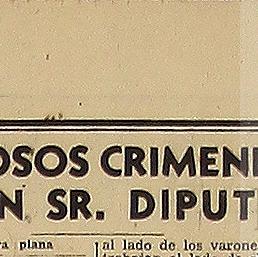 OSOS CRIMEN
N SR. DIPUT
a plana
al lado de los varone